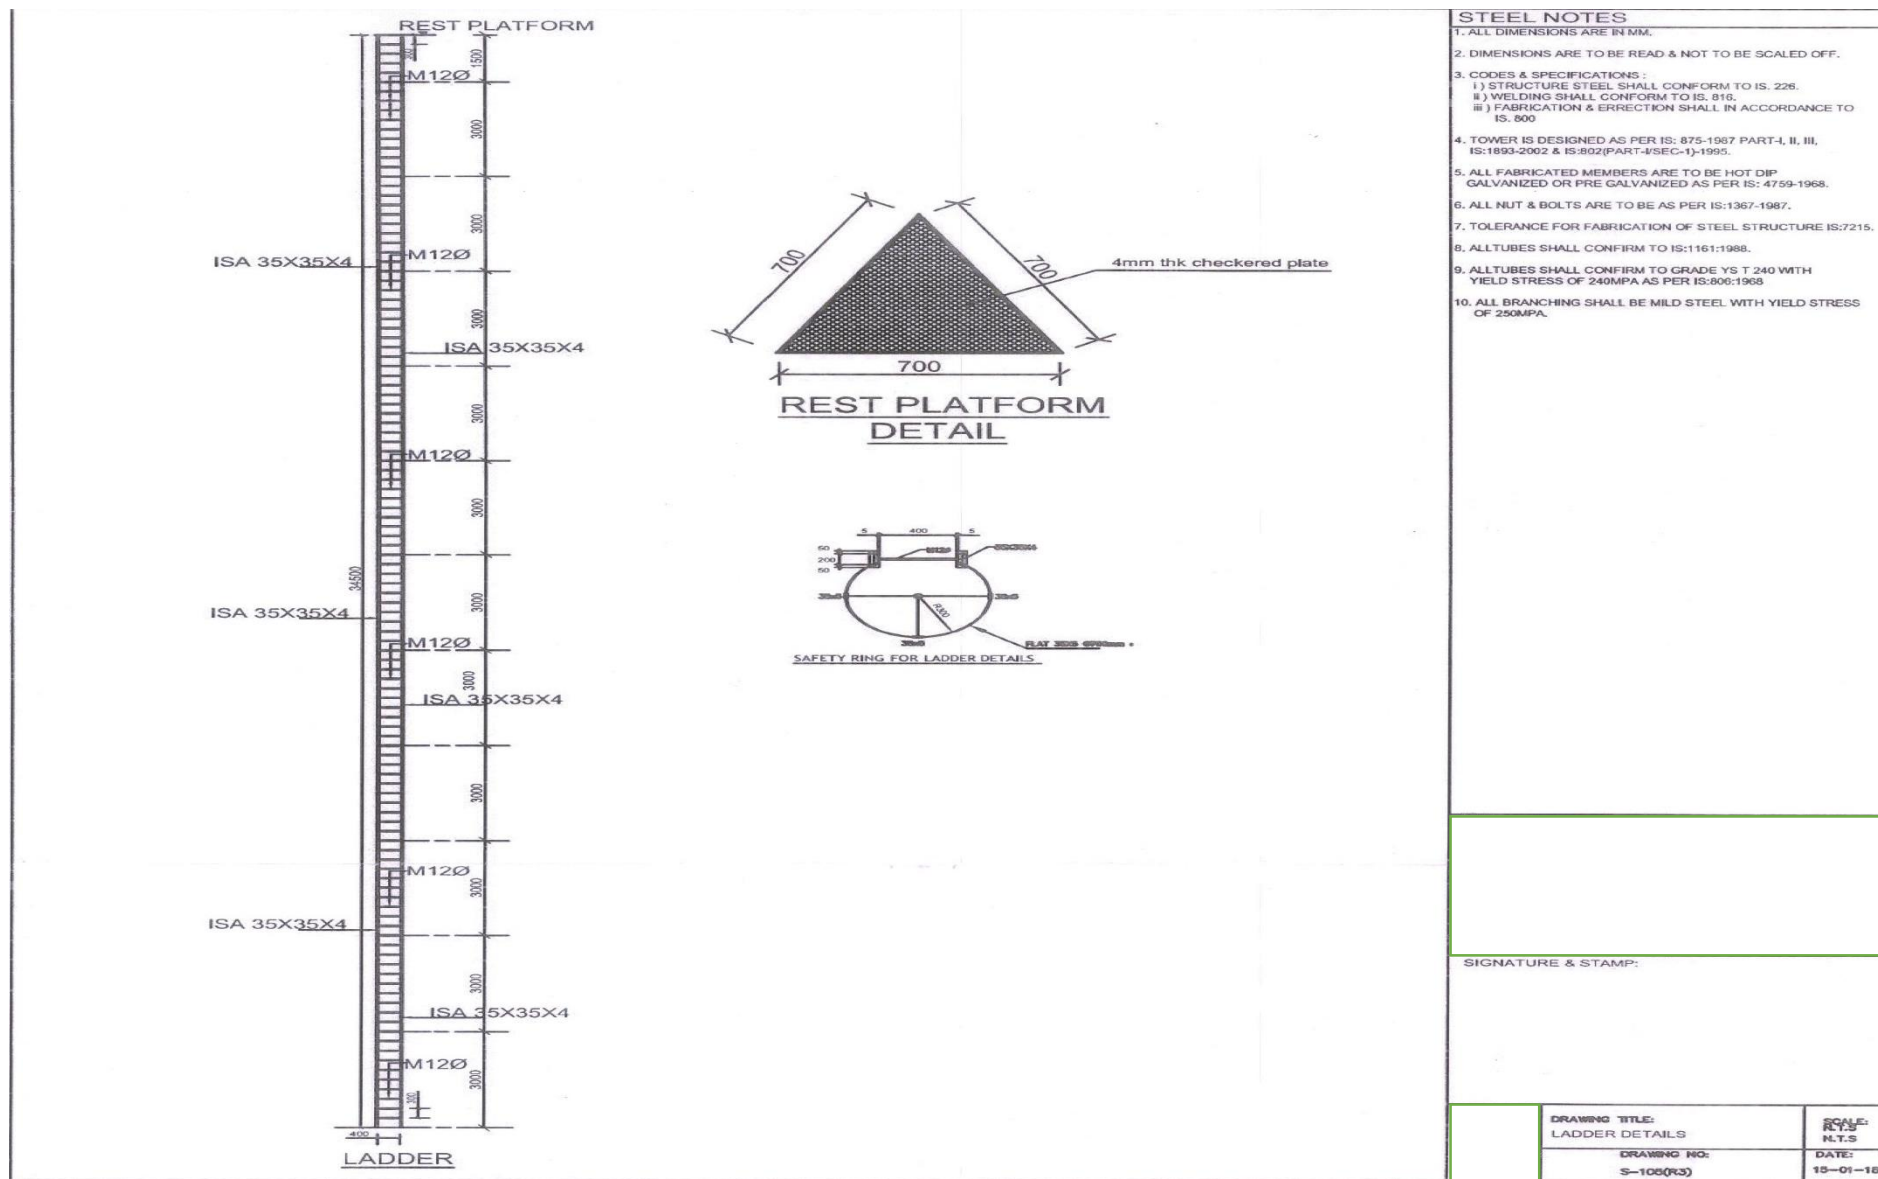 REST PLATFORM
300
1500
M12Ø
3000
3000
ISA 35X35X4
M12Ø
3000
ISA 35X35X4
3000
M12Ø
3000
34500
3000
ISA 35X35X4
M12Ø
3000
ISA 35X35X4
3000
M12Ø
3000
ISA 35X35X4
3000
ISA 35X35X4
M12Ø
3000
300
400
LADDER
700
700
4mm thk checkered plate
700
REST PLATFORM
DETAIL
5
400
5
50
200
50
R300
FLAT
SAFETY RING FOR LADDER DETAILS
STEEL NOTES
1. ALL DIMENSIONS ARE IN MM.
2. DIMENSIONS ARE TO BE READ & NOT TO BE SCALED OFF.
3. CODES & SPECIFICATIONS :
i ) STRUCTURE STEEL SHALL CONFORM TO IS. 226.
ii ) WELDING SHALL CONFORM TO IS. 816.
iii ) FABRICATION & ERRECTION SHALL IN ACCORDANCE TO
IS. 800
4. TOWER IS DESIGNED AS PER IS: 875-1987 PART-I, II, III,
IS:1893-2002 & IS:802(PART-I/SEC-1)-1995.
5. ALL FABRICATED MEMBERS ARE TO BE HOT DIP
GALVANIZED OR PRE GALVANIZED AS PER IS: 4759-1968.
6. ALL NUT & BOLTS ARE TO BE AS PER IS:1367-1987.
7. TOLERANCE FOR FABRICATION OF STEEL STRUCTURE IS:7215.
8. ALLTUBES SHALL CONFIRM TO IS:1161:1988.
9. ALLTUBES SHALL CONFIRM TO GRADE YS T 240 WITH
YIELD STRESS OF 240MPA AS PER IS:806:1968
10. ALL BRANCHING SHALL BE MILD STEEL WITH YIELD STRESS
OF 250MPA.
SIGNATURE & STAMP:
DRAWING TITLE:
LADDER DETAILS
SCALE:
N.T.S
N.T.S
DRAWING NO:
DATE:
15-01-18